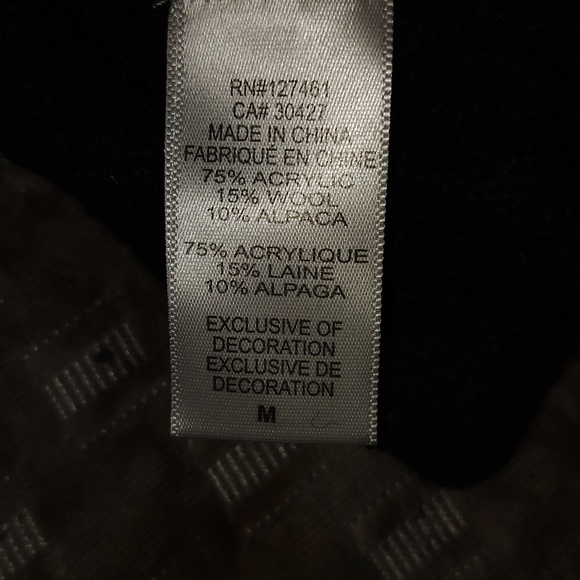 RN#127461
CA# 30427
MADE IN CHINA
FABRIQUÉ EN CHINE
75% ACRYLIC
15% WOOL
10% ALPACA
75% ACRYLIQUE
15% LAINE
10% ALPAGA
EXCLUSIVE OF
DECORATION
EXCLUSIVE DE
DECORATION
M